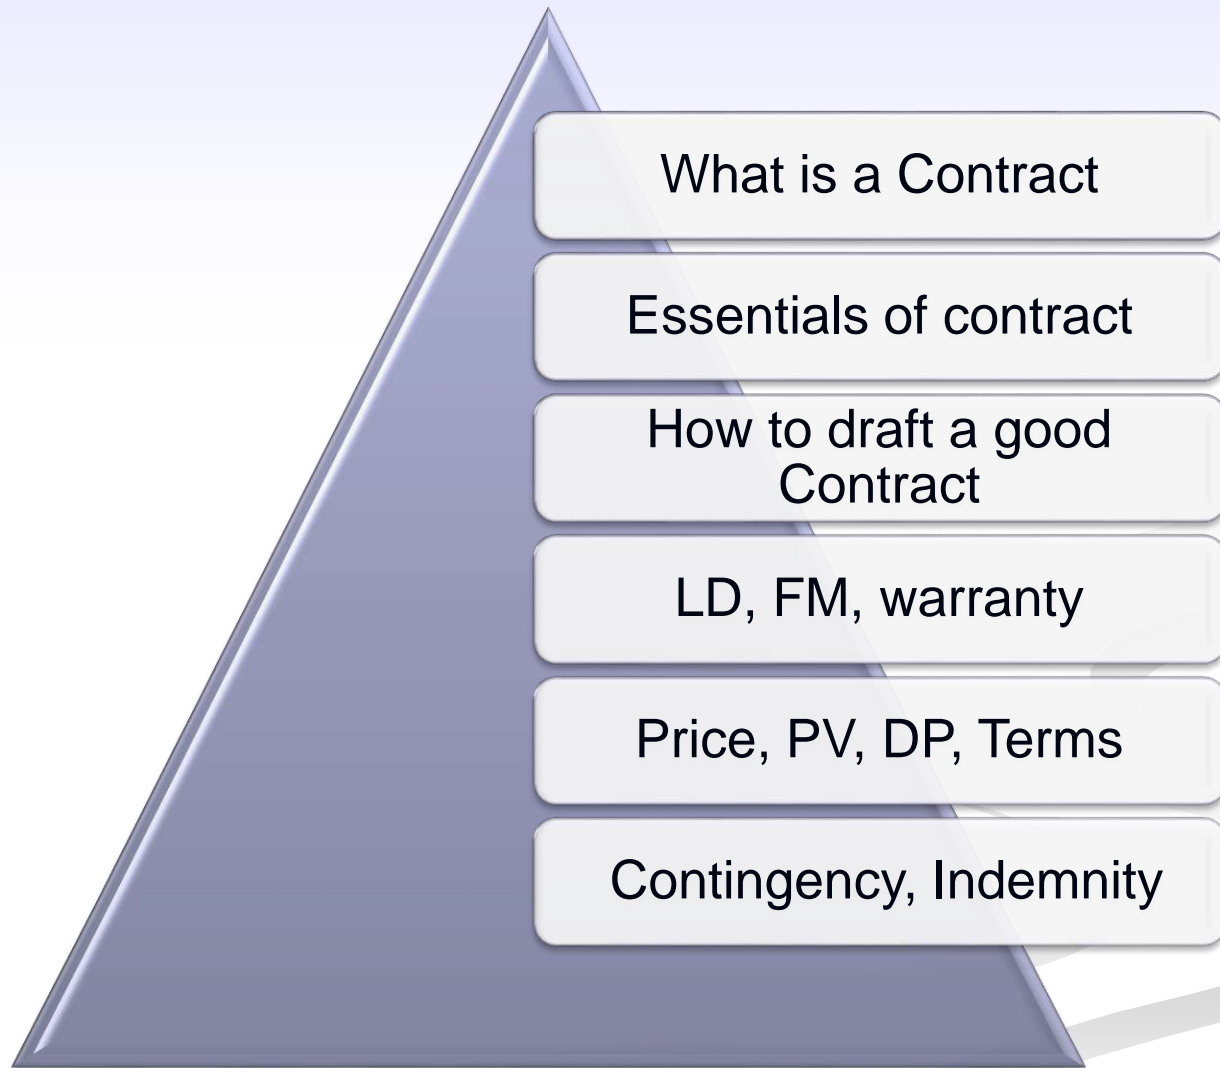 What is a Contract
Essentials of contract
How to draft a good
Contract
LD, FM, warranty
Price, PV, DP, Terms
Contingency, Indemnity